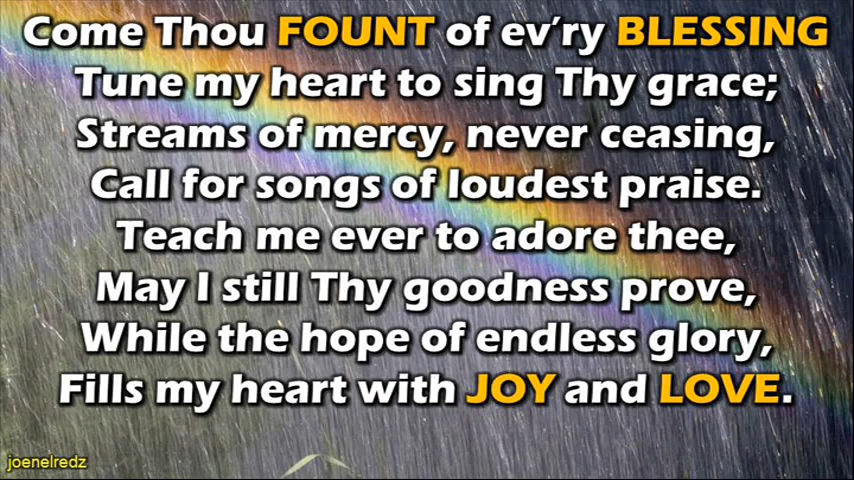 Come Thou FOUNT of ev'ry BLESSING
Tune my heart to sing Thy grace;
Streams of mercy, never ceasing,
Call for songs of loudest praise.
Teach me ever to adore thee,
May I still Thy goodness prove,
While the hope of endless glory,
Fills my heart with JOY and LOVE.
joenelredz